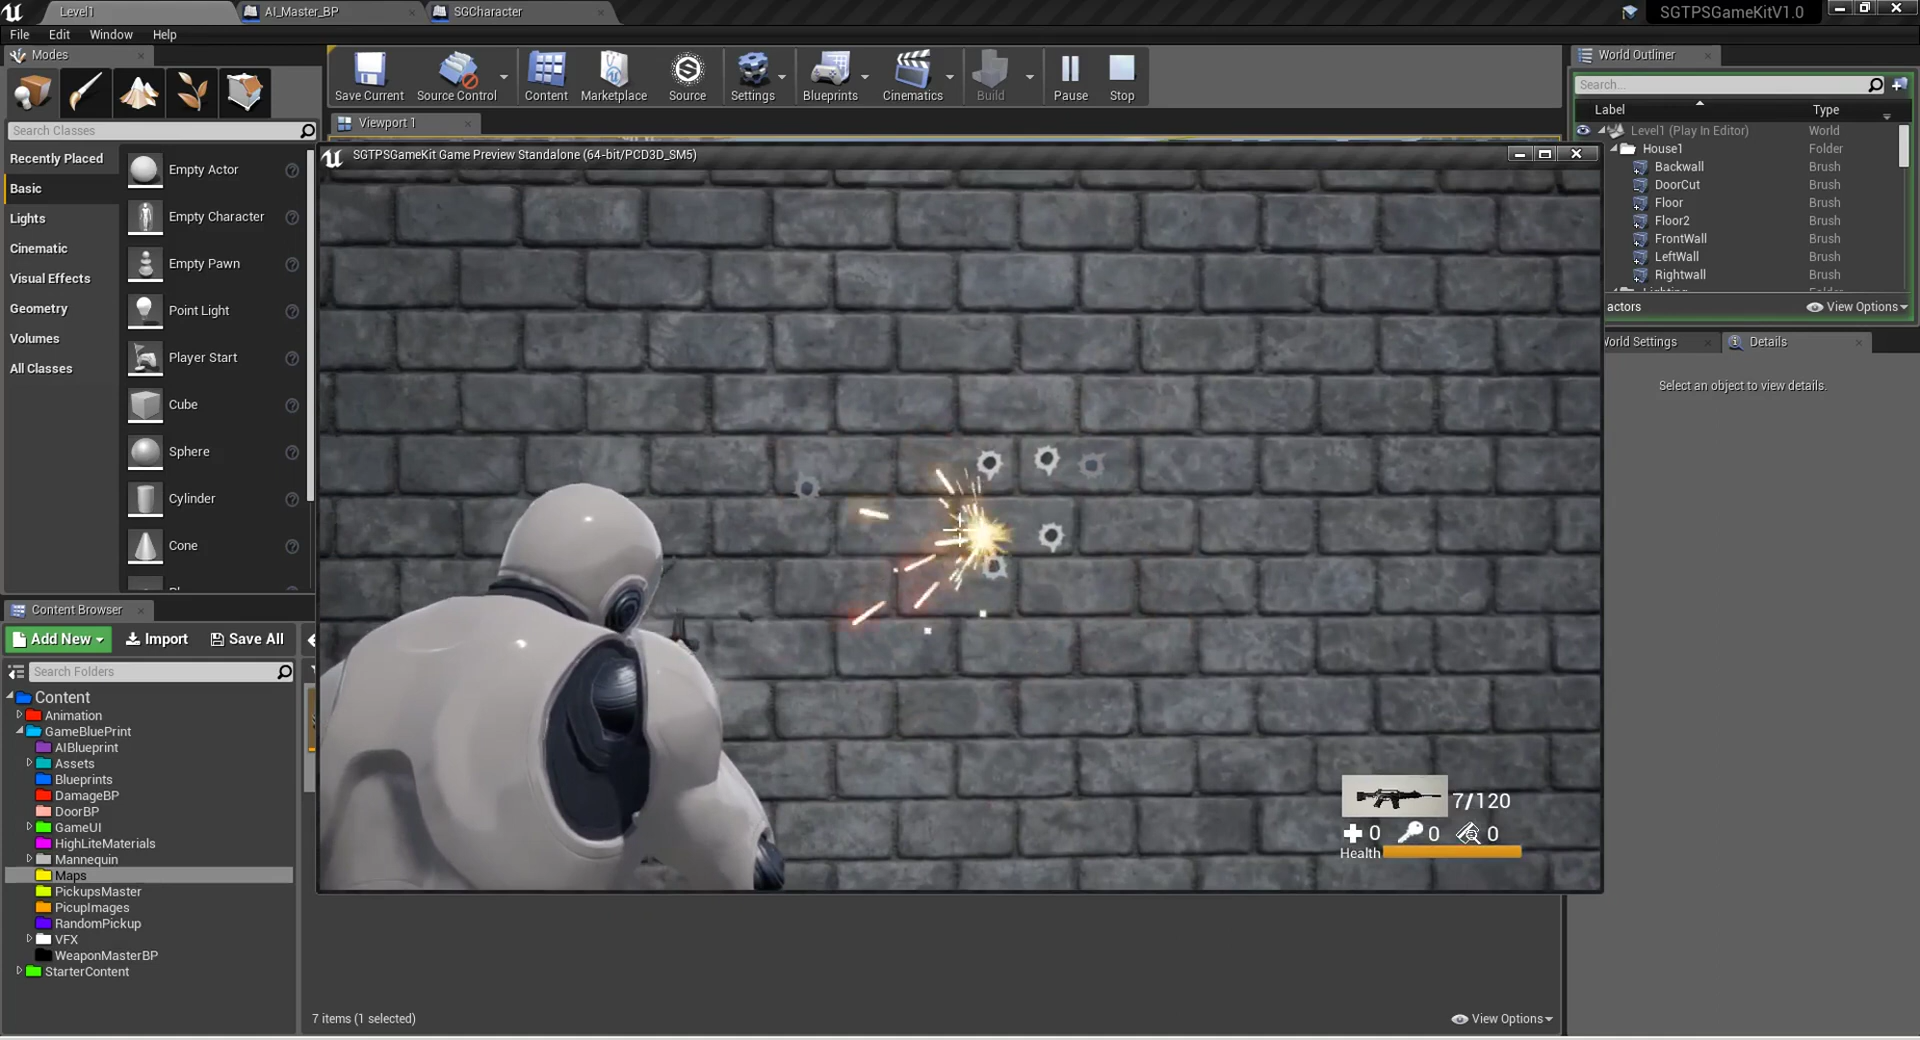 Level1
AI_Master_BP
SGCharacter
SGTPSGameKitV1.0
File Edit Window Help
Modes
Search Classes
Recently Placed
Basic
Lights
Cinematic
Visual Effects
Geometry
Volumes
All Classes
Empty Actor
Empty Character
Empty Pawn
Point Light
Player Start
Cube
Sphere
Cylinder
Cone
Save Current
Source Control
Content
Marketplace
Source
Settings
Blueprints
Cinematics
Build
Pause
Stop
Viewport 1
SGTPSGameKit Game Preview Standalone (64-bit/PCD3D_SM5)
7/120
0 0 0
Health
World Outliner
Search...
Label Type
Level1 (Play In Editor) World
House1 Folder
Backwall Brush
DoorCut Brush
Floor Brush
Floor2 Brush
FrontWall Brush
LeftWall Brush
Rightwall Brush
Lighting Folder
actors
View Options
World Settings
Details
Select an object to view details.
Content Browser
Add New
Import
Save All
Search Folders
Content
Animation
GameBluePrint
AIBlueprint
Assets
Blueprints
DamageBP
DoorBP
GameUI
HighLiteMaterials
Mannequin
Maps
PickupsMaster
PicupImages
RandomPickup
VFX
WeaponMasterBP
StarterContent
7 items (1 selected)
View Options